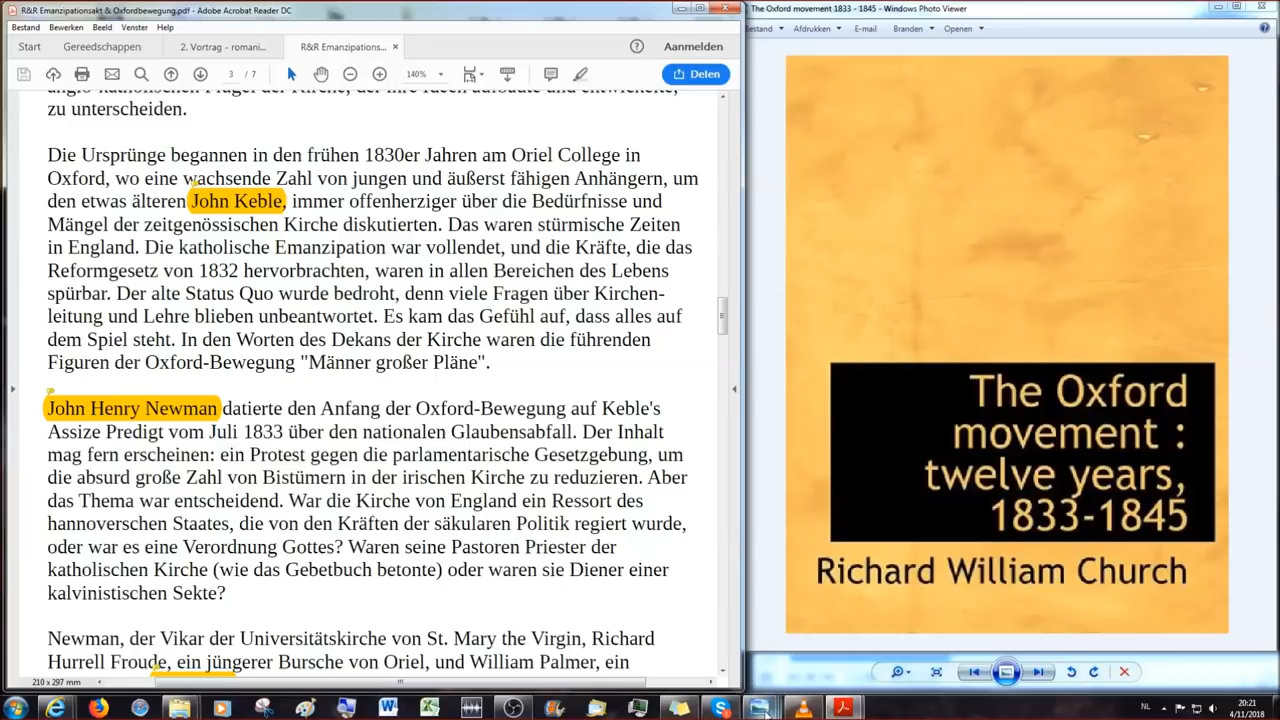 R&R Emanzipationsakt & Oxfordbewegung.pdf - Adobe Acrobat Reader DC
Bestand Bewerken Beeld Venster Help
Start Gereedschappen 2. Vortrag - romani... R&R Emanzipations... × Aanmelden
3 / 7 140% Delen
zu unterscheiden.
Die Ursprünge begannen in den frühen 1830er Jahren am Oriel College in
Oxford, wo eine wachsende Zahl von jungen und äußerst fähigen Anhängern, um
den etwas älteren John Keble, immer offenherziger über die Bedürfnisse und
Mängel der zeitgenössischen Kirche diskutierten. Das waren stürmische Zeiten
in England. Die katholische Emanzipation war vollendet, und die Kräfte, die das
Reformgesetz von 1832 hervorbrachten, waren in allen Bereichen des Lebens
spürbar. Der alte Status Quo wurde bedroht, denn viele Fragen über Kirchen-
leitung und Lehre blieben unbeantwortet. Es kam das Gefühl auf, dass alles auf
dem Spiel steht. In den Worten des Dekans der Kirche waren die führenden
Figuren der Oxford-Bewegung "Männer großer Pläne".
John Henry Newman datierte den Anfang der Oxford-Bewegung auf Keble's
Assize Predigt vom Juli 1833 über den nationalen Glaubensabfall. Der Inhalt
mag fern erscheinen: ein Protest gegen die parlamentarische Gesetzgebung, um
die absurd große Zahl von Bistümern in der irischen Kirche zu reduzieren. Aber
das Thema war entscheidend. War die Kirche von England ein Ressort des
hannoverschen Staates, die von den Kräften der säkularen Politik regiert wurde,
oder war es eine Verordnung Gottes? Waren seine Pastoren Priester der
katholischen Kirche (wie das Gebetbuch betonte) oder waren sie Diener einer
kalvinistischen Sekte?
Newman, der Vikar der Universitätskirche von St. Mary the Virgin, Richard
Hurrell Froude, ein jüngerer Bursche von Oriel, und William Palmer, ein
210 x 297 mm
The Oxford movement 1833 - 1845 - Windows Photo Viewer
Bestand Afdrukken E-mail Branden Openen
The Oxford
movement :
twelve years,
1833-1845
Richard William Church
NL 20:21
4/11/2018